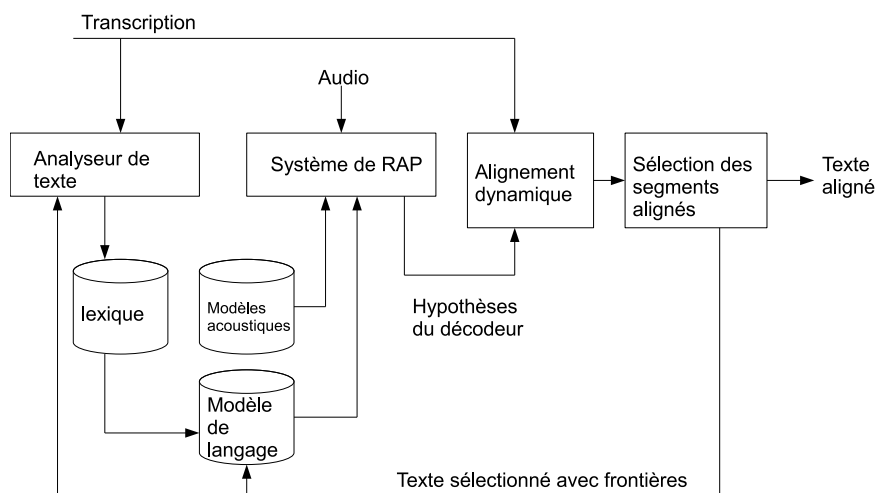 Transcription
Audio
Analyseur de
texte
Système de RAP
Alignement
dynamique
Sélection des
segments
alignés
Texte
aligné
lexique
Modèles
acoustiques
Hypothèses
du décodeur
Modèle
de
langage
Texte sélectionné avec frontières